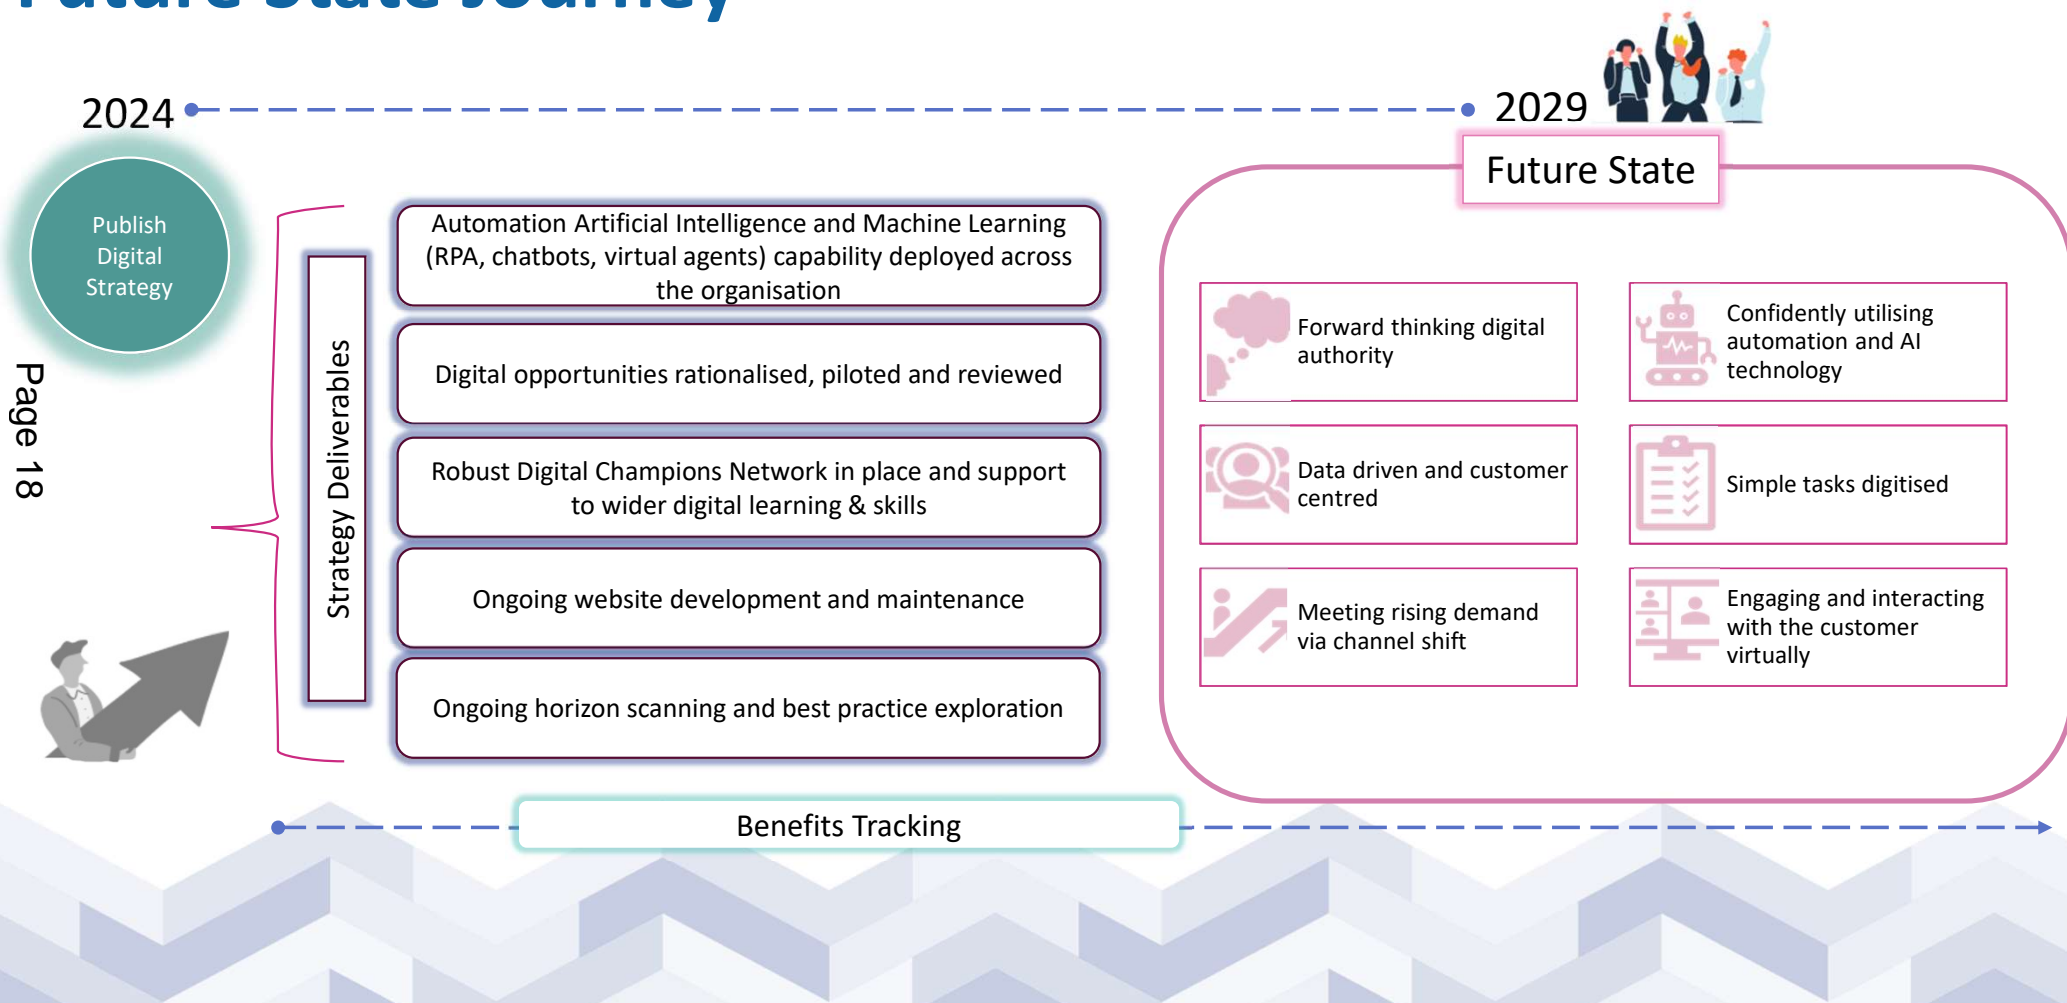 Future State Journey
2024
2029
Publish
Digital
Strategy
Page 18
Strategy Deliverables
Automation Artificial Intelligence and Machine Learning
(RPA, chatbots, virtual agents) capability deployed across
the organisation
Digital opportunities rationalised, piloted and reviewed
Robust Digital Champions Network in place and support
to wider digital learning & skills
Ongoing website development and maintenance
Ongoing horizon scanning and best practice exploration
Future State
Forward thinking digital
authority
Confidently utilising
automation and AI
technology
Data driven and customer
centred
Simple tasks digitised
Meeting rising demand
via channel shift
Engaging and interacting
with the customer
virtually
Benefits Tracking